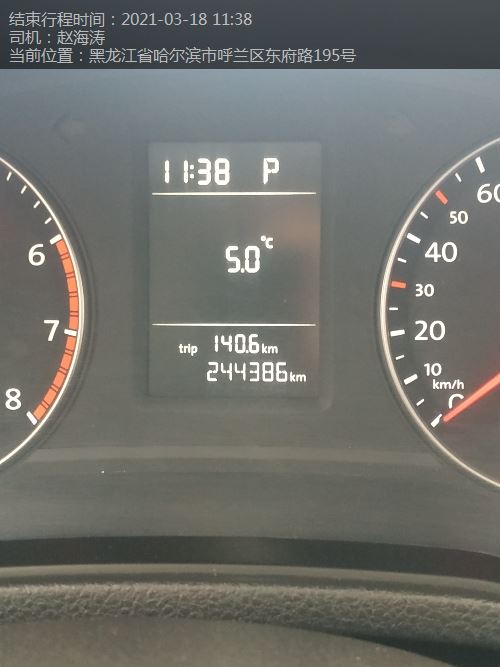 结束行程时间：2021-03-18 11:38
司机：赵海涛
当前位置：黑龙江省哈尔滨市呼兰区东府路195号
11:38 P
5.0°C
trip 140.6km
244386km
6
7
8
60
50
40
30
20
10
km/h